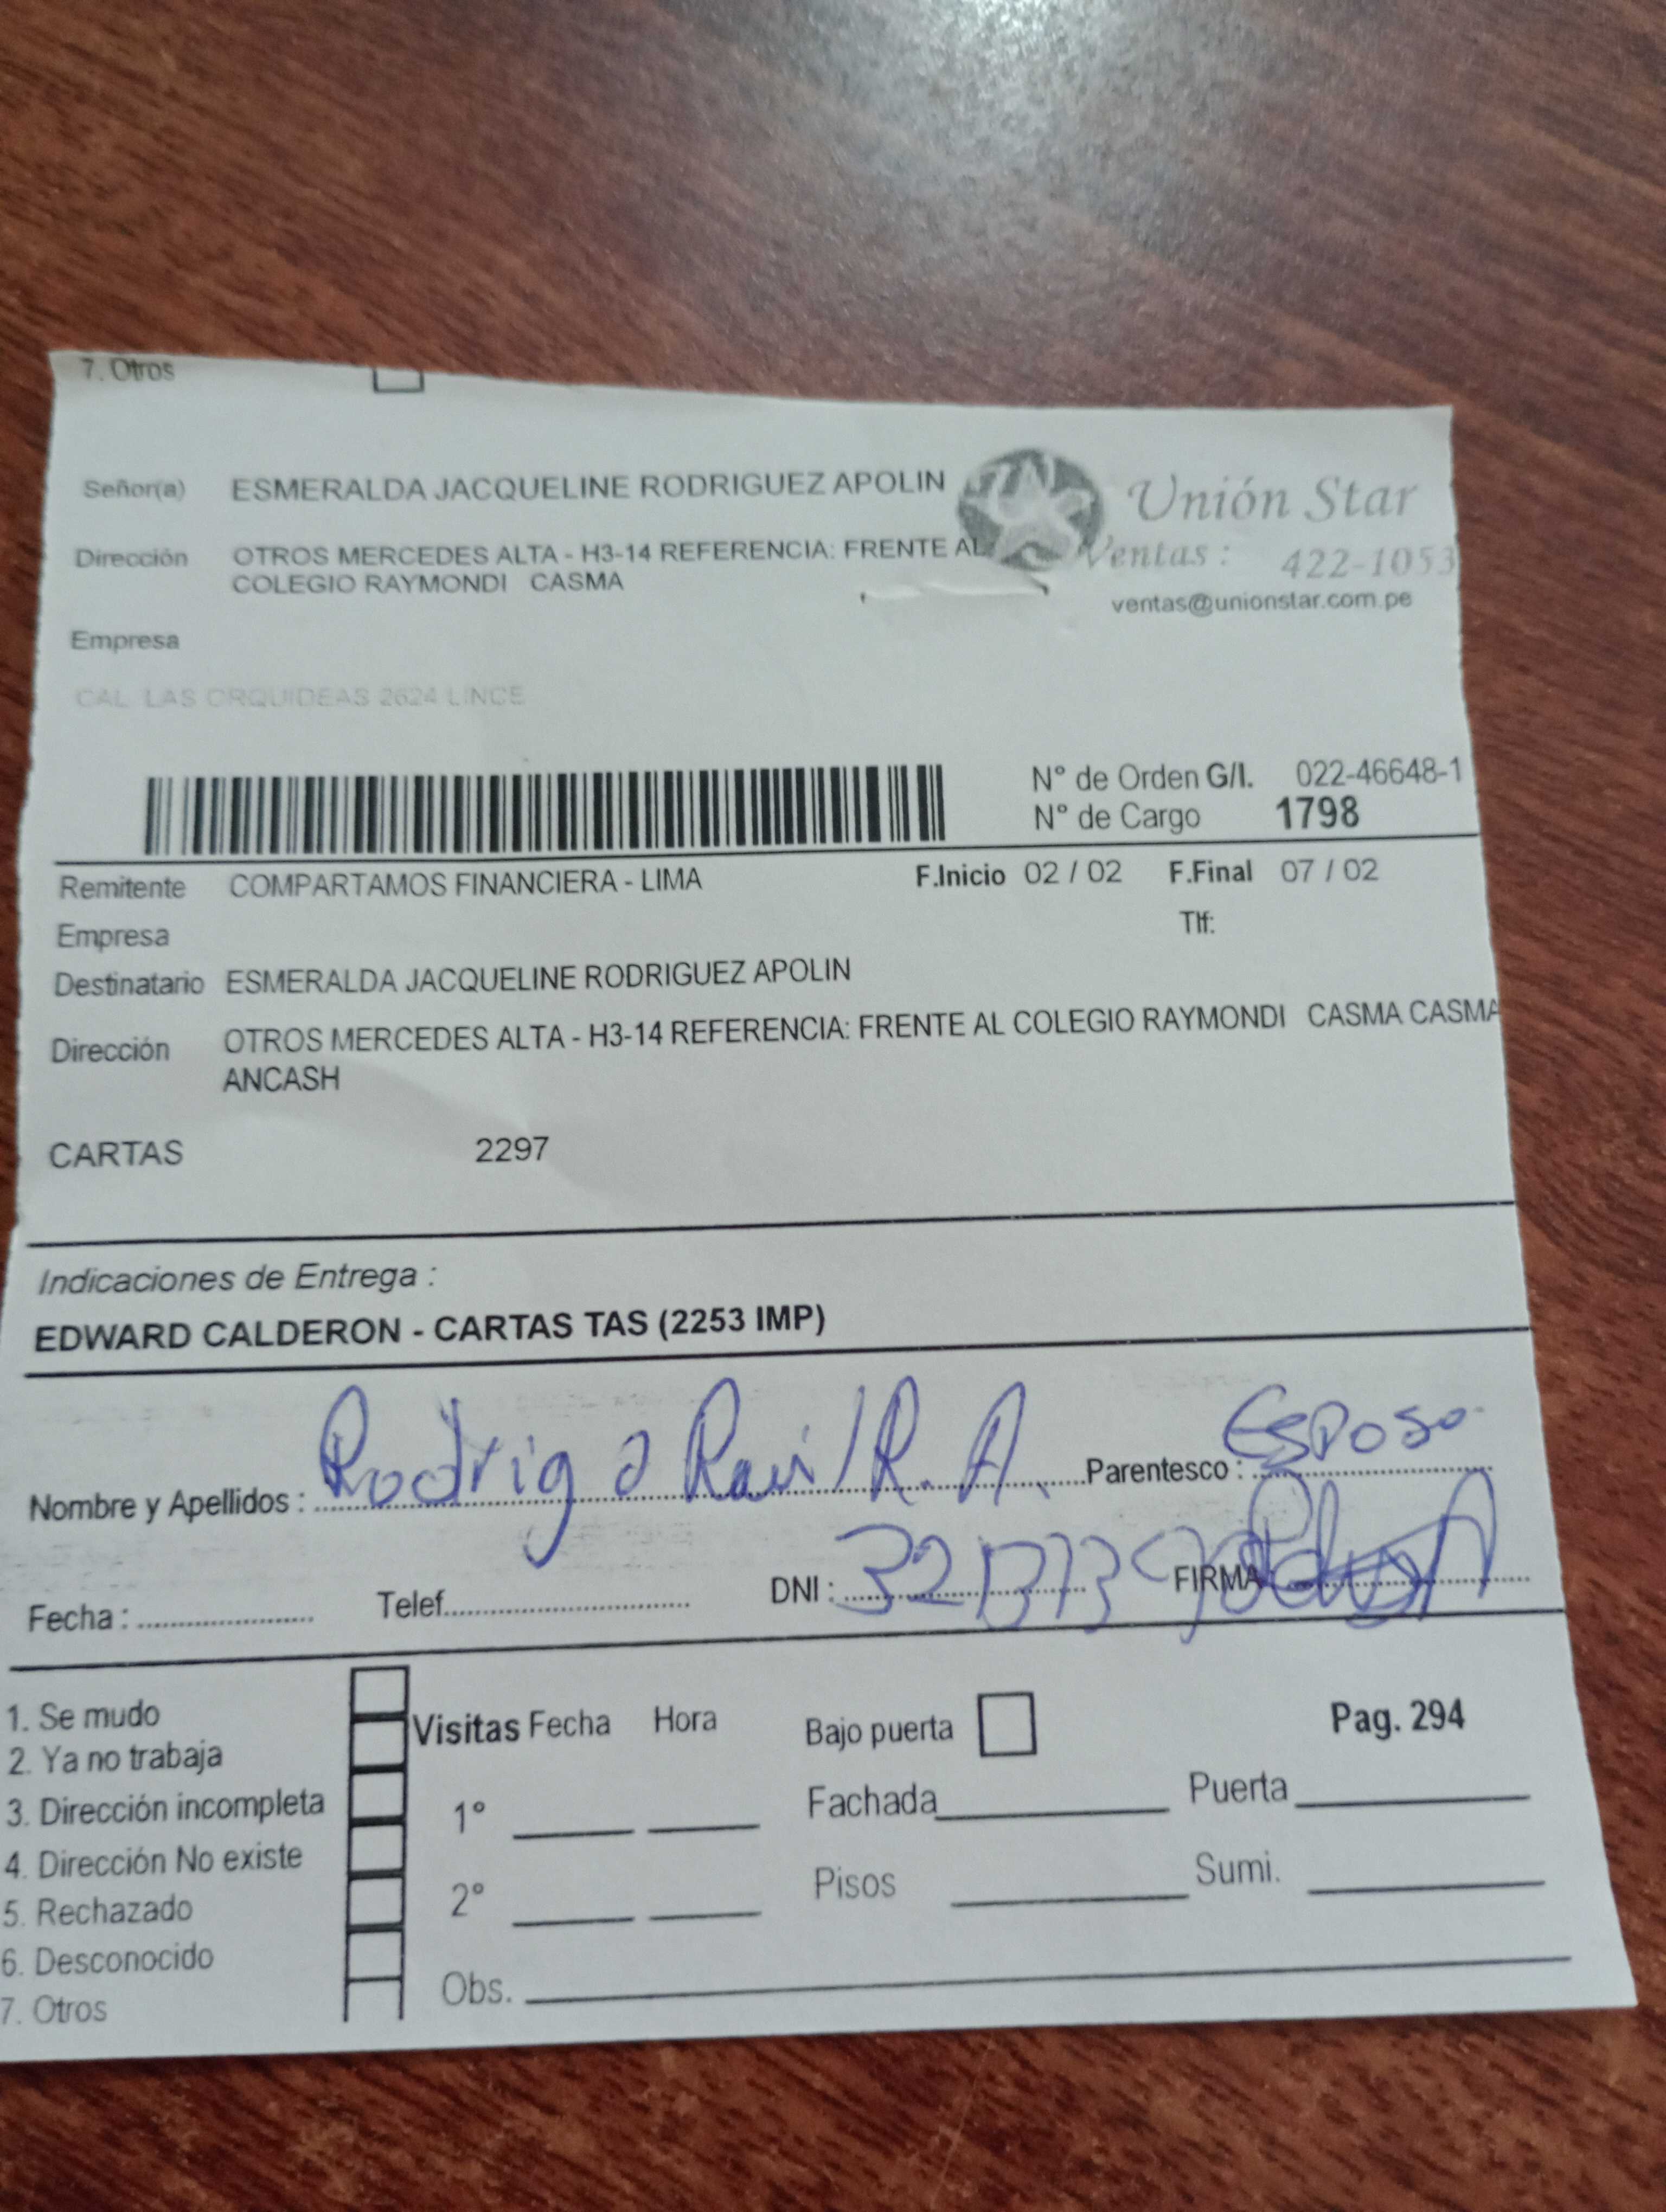 7. Otros
Señor(a) ESMERALDA JACQUELINE RODRIGUEZ APOLIN
Unión Star
Dirección OTROS MERCEDES ALTA - H3-14 REFERENCIA: FRENTE AL
COLEGIO RAYMONDI CASMA
Ventas : 422-1053
ventas@unionstar.com.pe
Empresa
CAL LAS ORQUIDEAS 2624 LINCE
N° de Orden G/I. 022-46648-1
N° de Cargo 1798
Remitente COMPARTAMOS FINANCIERA - LIMA F.Inicio 02 / 02 F.Final 07 / 02
Empresa Tlf:
Destinatario ESMERALDA JACQUELINE RODRIGUEZ APOLIN
Dirección OTROS MERCEDES ALTA - H3-14 REFERENCIA: FRENTE AL COLEGIO RAYMONDI CASMA CASMA
ANCASH
CARTAS 2297
Indicaciones de Entrega :
EDWARD CALDERON - CARTAS TAS (2253 IMP)
Nombre y Apellidos : Rodrigo R. A. Parentesco : Esposo
Fecha : Telef. DNI : FIRMA
1. Se mudo
2. Ya no trabaja
3. Dirección incompleta
4. Dirección No existe
5. Rechazado
6. Desconocido
7. Otros
Visitas Fecha Hora
1°
2°
Obs.
Bajo puerta Pag. 294
Fachada Puerta
Pisos Sumi.